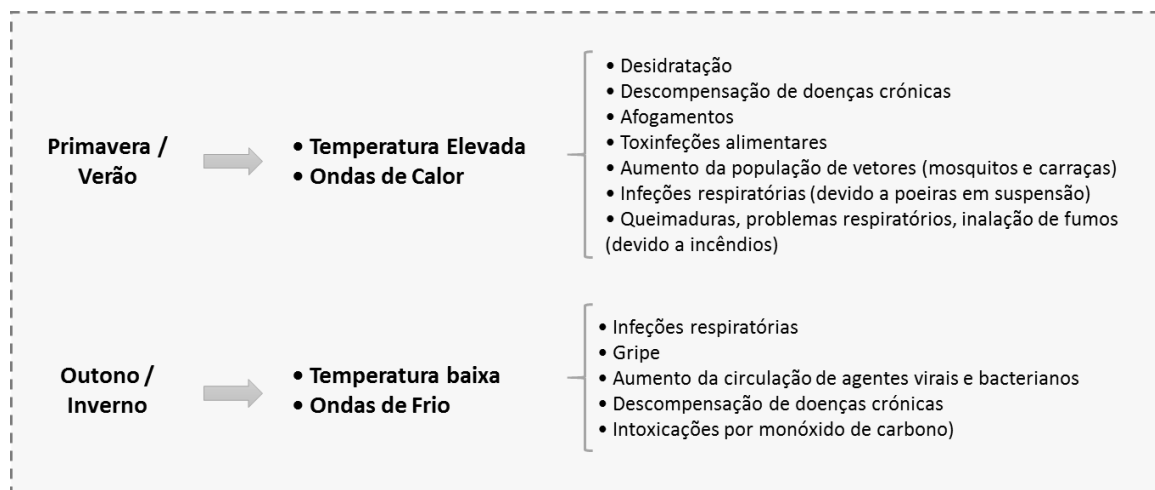 Primavera /
Verão
• Temperatura Elevada
• Ondas de Calor
• Desidratação
• Descompensação de doenças crónicas
• Afogamentos
• Toxinfeções alimentares
• Aumento da população de vetores (mosquitos e carraças)
• Infeções respiratórias (devido a poeiras em suspensão)
• Queimaduras, problemas respiratórios, inalação de fumos
(devido a incêndios)
Outono /
Inverno
• Temperatura baixa
• Ondas de Frio
• Infeções respiratórias
• Gripe
• Aumento da circulação de agentes virais e bacterianos
• Descompensação de doenças crónicas
• Intoxicações por monóxido de carbono)